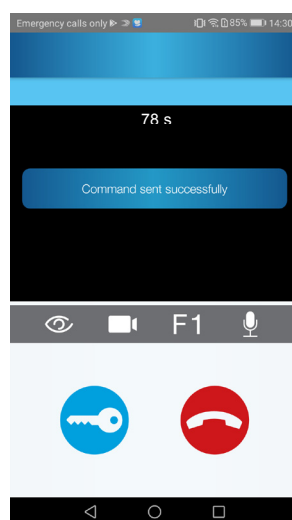 Emergency calls only 85% 14:30
78 s
Command sent successfully
F1